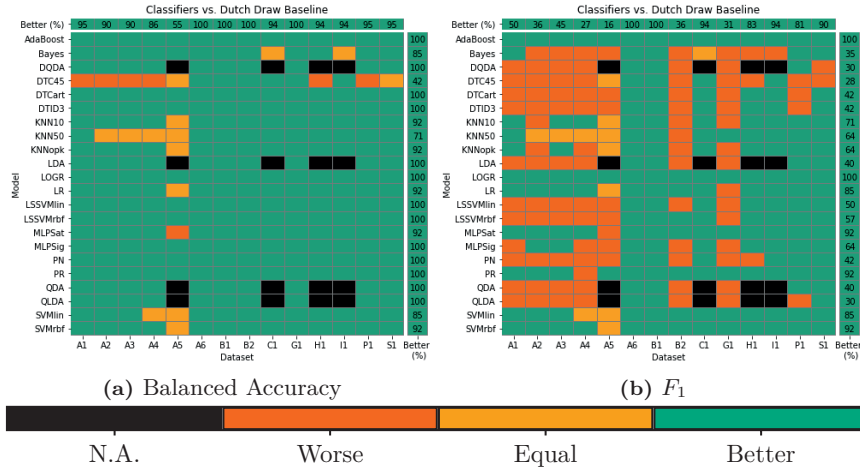 Classifiers vs. Dutch Draw Baseline
Better (%) 95 90 90 86 55 100 100 100 94 100 94 94 95 95
AdaBoost 100
Bayes 85
DQDA 100
DTC45 42
DTCart 100
DTID3 100
KNN10 92
KNN50 71
KNNopk 92
LDA 100
LOGR 100
LR 92
LSSVMlin 100
LSSVMrbf 100
MLPSat 92
MLPSig 100
PN 100
PR 100
QDA 100
QLDA 100
SVMlin 85
SVMrbf 92
Model
A1 A2 A3 A4 A5 A6 B1 B2 C1 G1 H1 I1 P1 S1 Better
(%)
Dataset
(a) Balanced Accuracy
Classifiers vs. Dutch Draw Baseline
Better (%) 50 36 45 27 16 100 100 36 94 31 83 94 81 90
AdaBoost 100
Bayes 35
DQDA 30
DTC45 28
DTCart 42
DTID3 42
KNN10 71
KNN50 64
KNNopk 64
LDA 40
LOGR 100
LR 85
LSSVMlin 50
LSSVMrbf 57
MLPSat 92
MLPSig 64
PN 42
PR 92
QDA 40
QLDA 30
SVMlin 85
SVMrbf 92
Model
A1 A2 A3 A4 A5 A6 B1 B2 C1 G1 H1 I1 P1 S1 Better
(%)
Dataset
(b) F1
N.A. Worse Equal Better